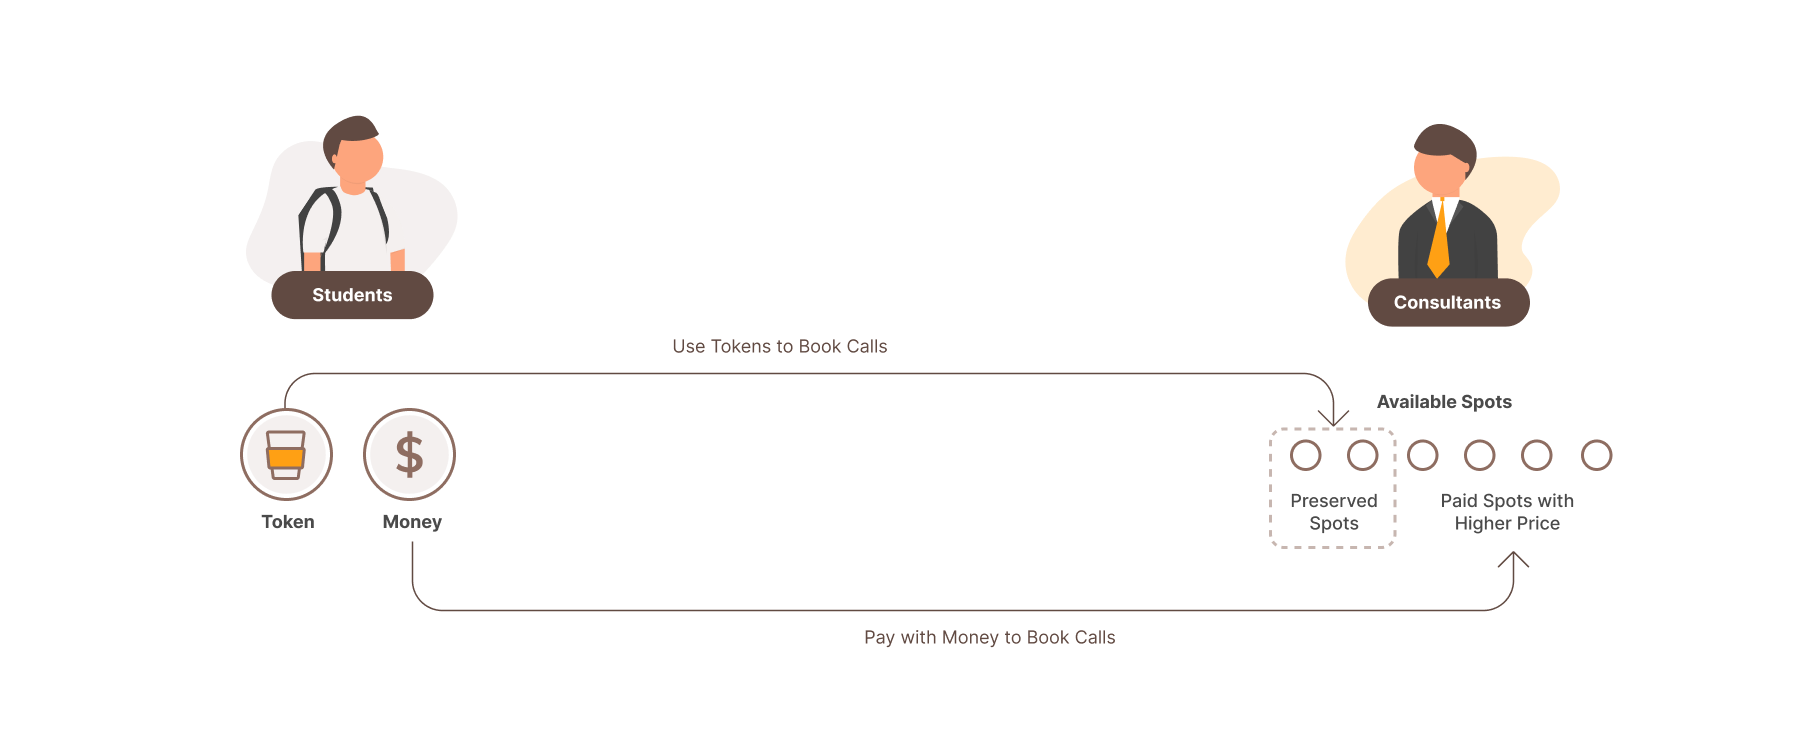 Students
Consultants
Use Tokens to Book Calls
Available Spots
Token
Money
Preserved
Spots
Paid Spots with
Higher Price
Pay with Money to Book Calls